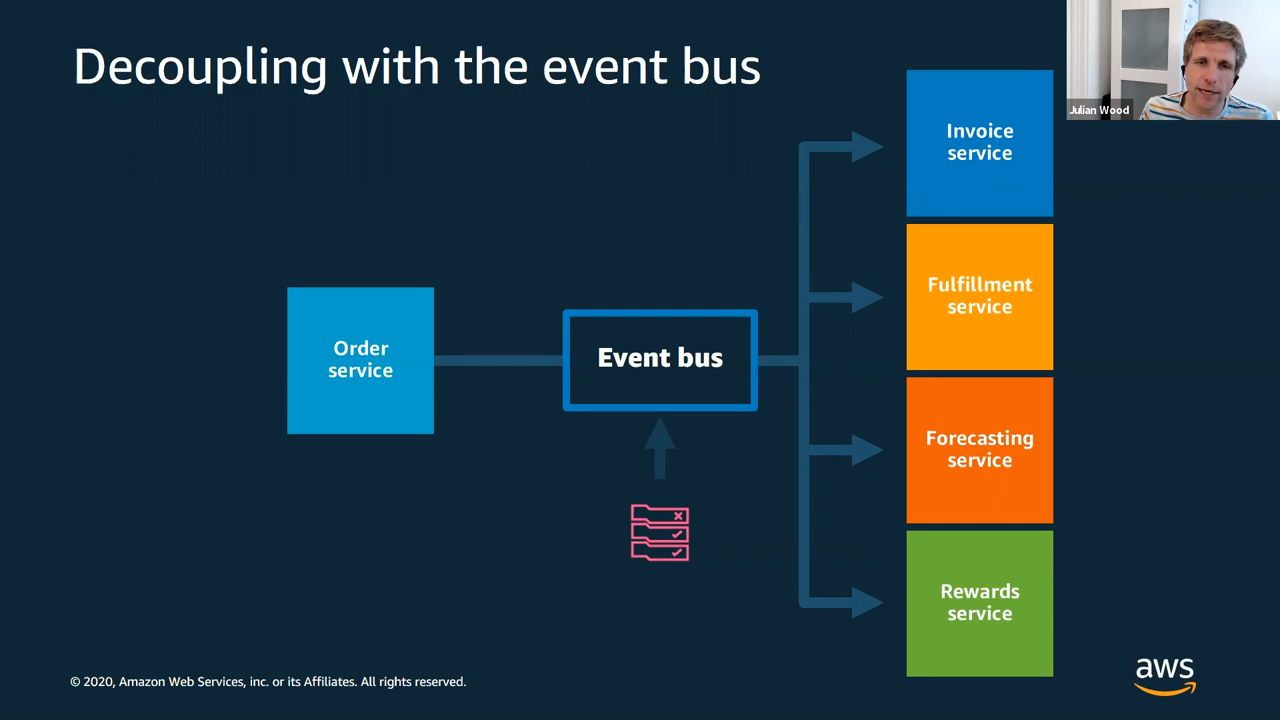 Decoupling with the event bus
Julian Wood
Invoice
service
Fulfillment
service
Order
service
Event bus
Forecasting
service
Rewards
service
© 2020, Amazon Web Services, inc. or its Affiliates. All rights reserved.
aws